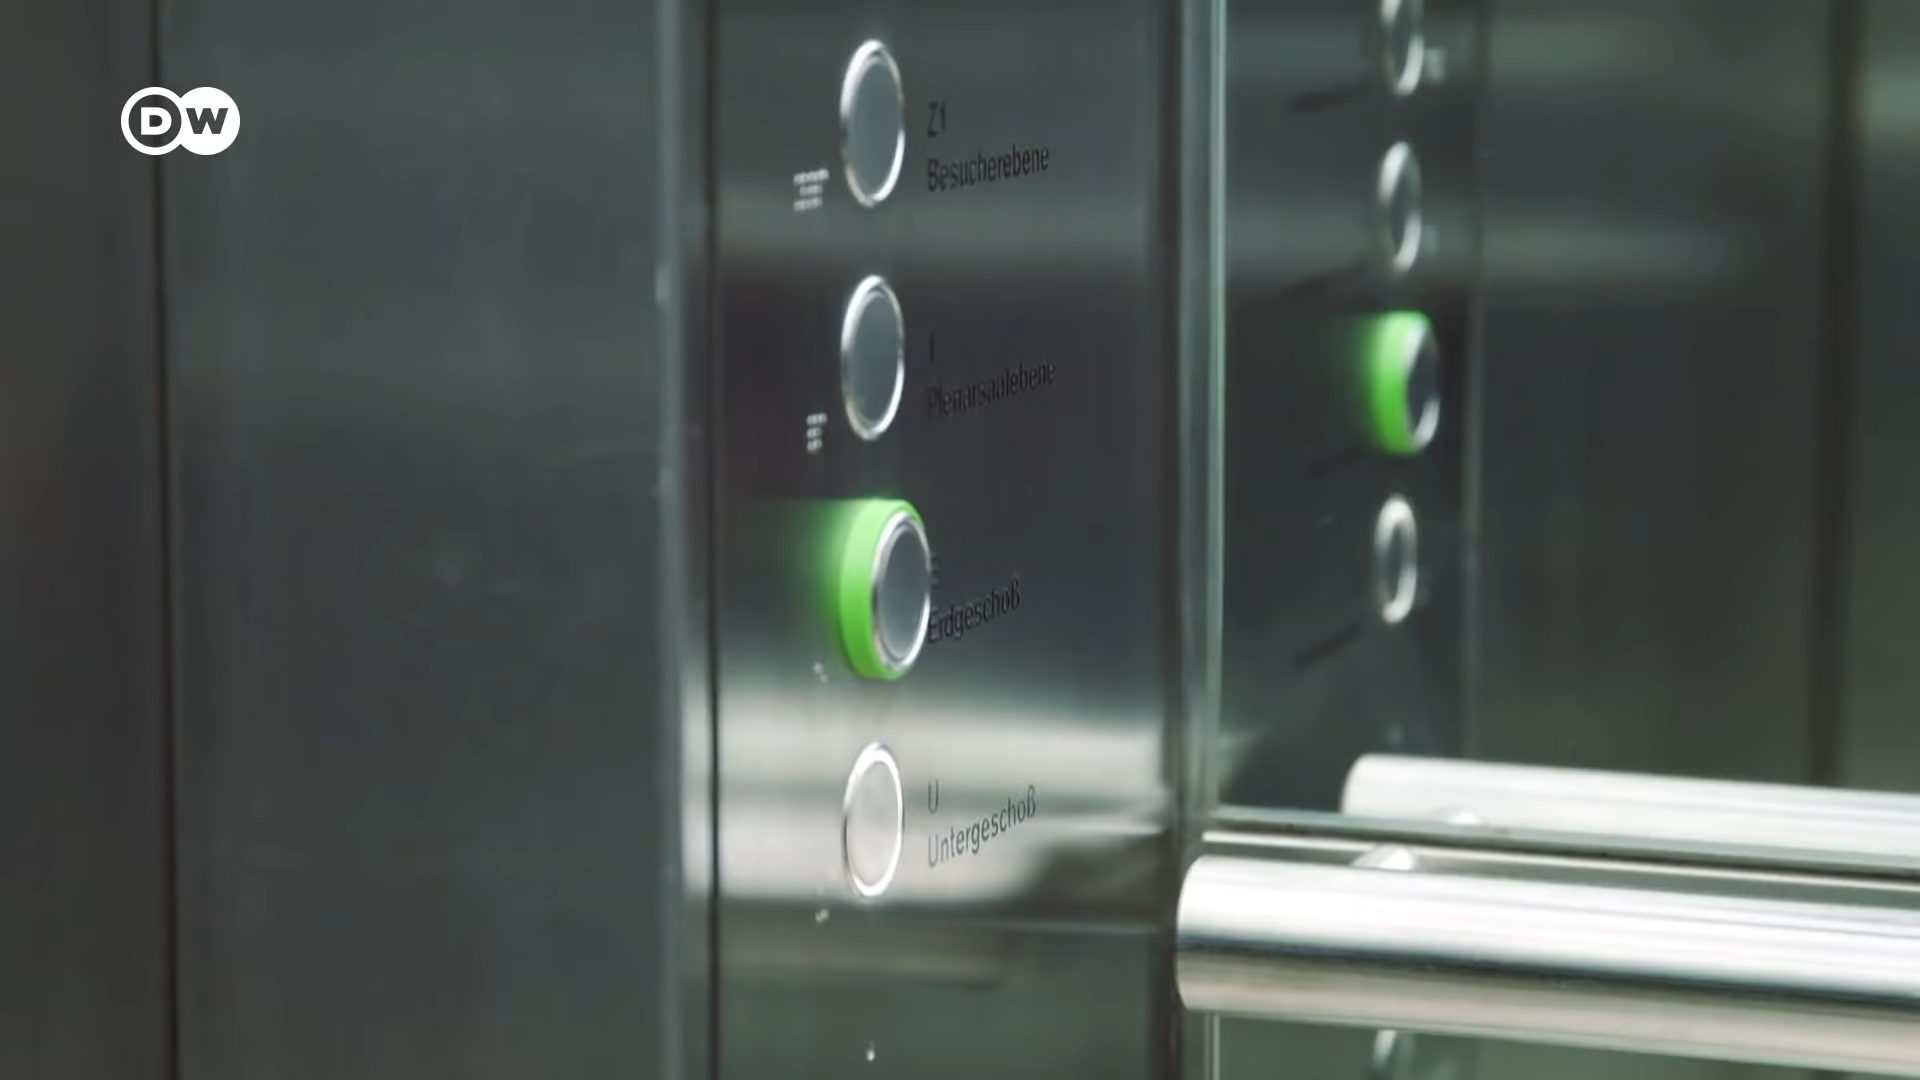 DW
Z1
Besucherebene
1
Plenarsaalebene
Erdgeschoß
U
Untergeschoß